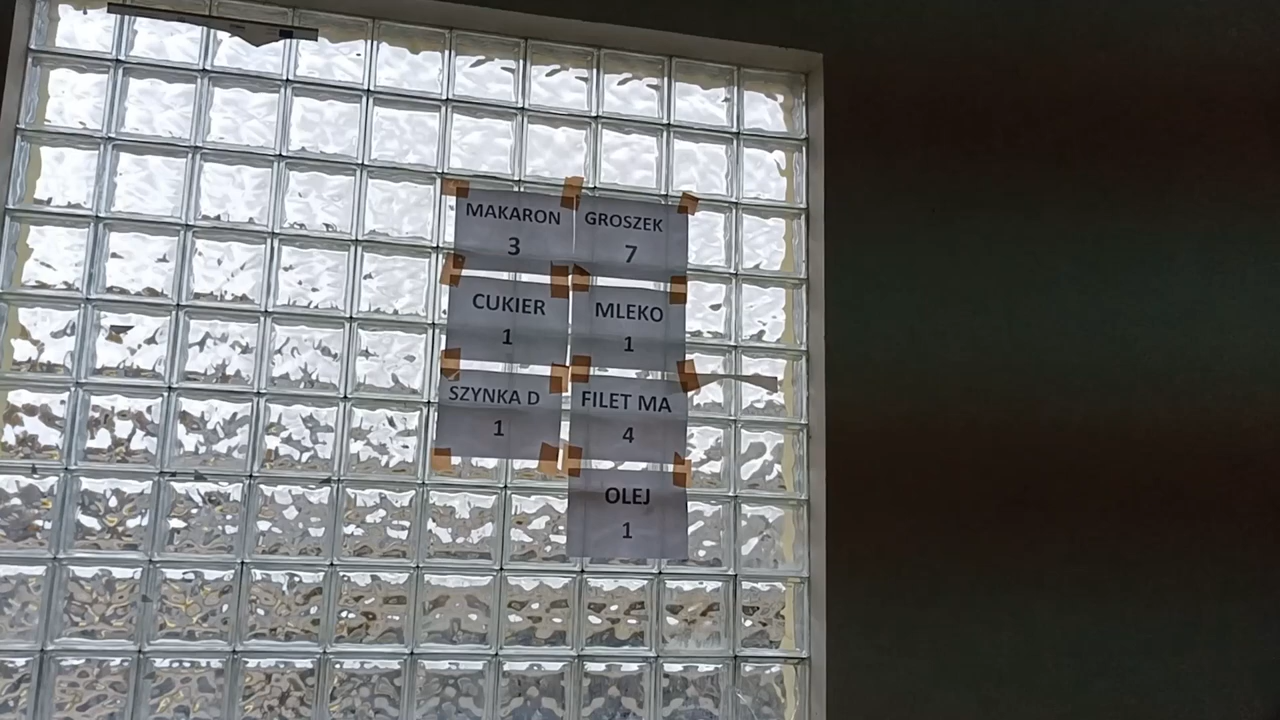 MAKARON
3
GROSZEK
7
CUKIER
1
MLEKO
1
SZYNKA D
1
FILET MA
4
OLEJ
1